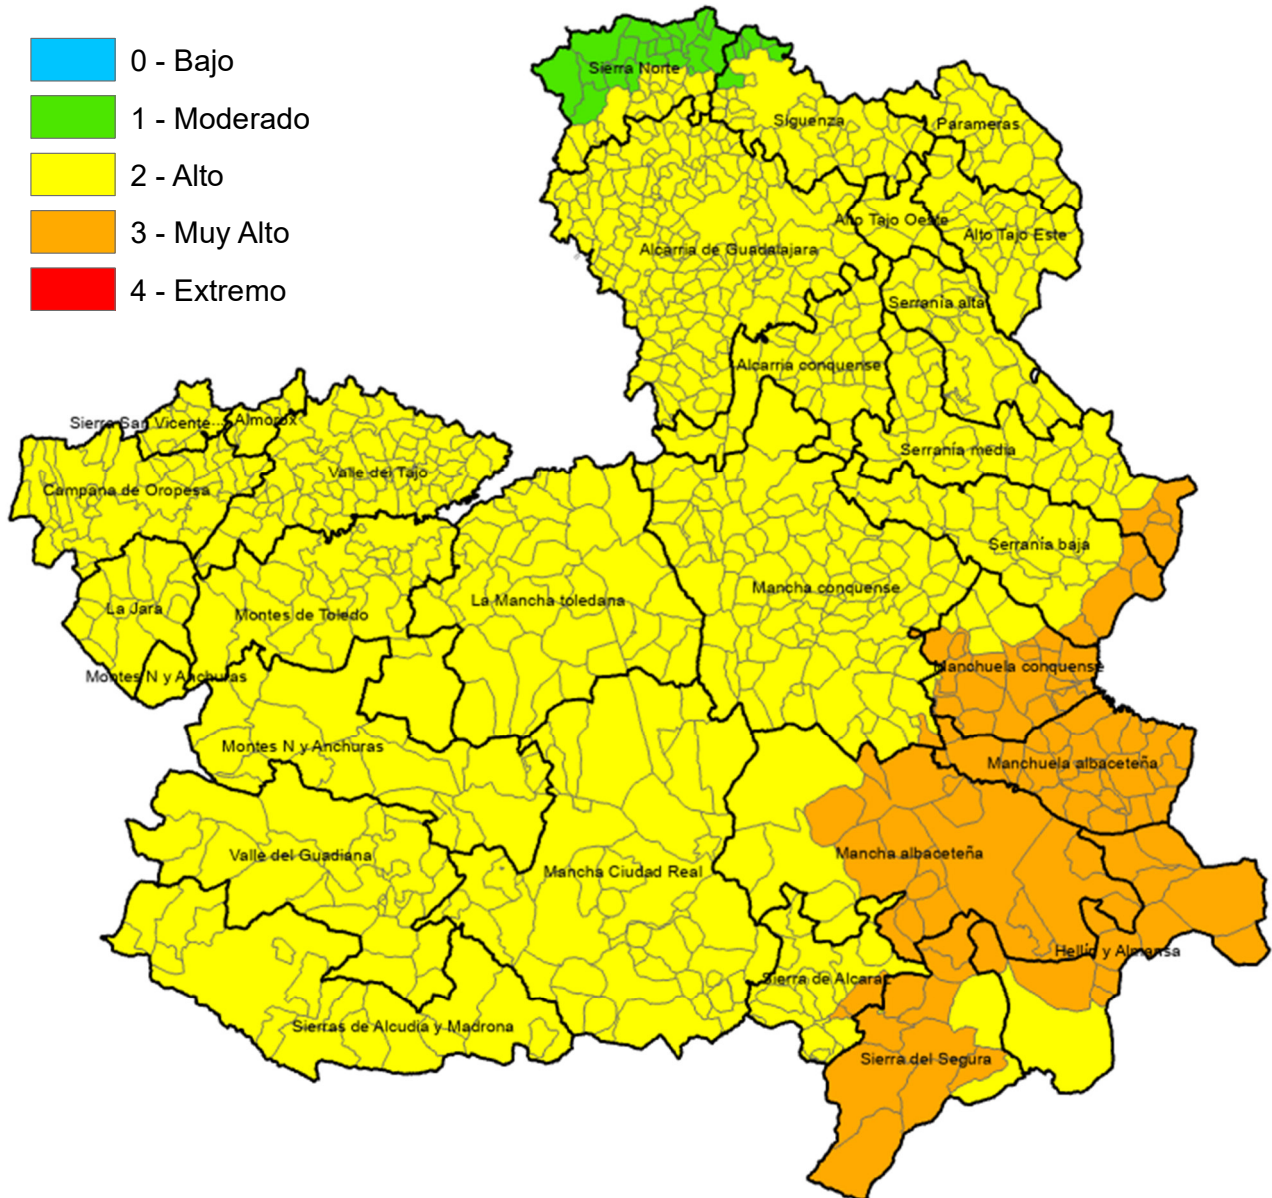 0 - Bajo
1 - Moderado
2 - Alto
3 - Muy Alto
4 - Extremo
Sierra Norte
Sigüenza
Parameras
Alto Tajo Oeste
Alto Tajo Este
Alcarria de Guadalajara
Serranía alta
Alcarria conquense
Sierra San Vicente
Almorox
Serranía media
Valle del Tajo
Campana de Oropesa
Serranía baja
Mancha conquense
La Mancha toledana
La Jara
Montes de Toledo
Manchuela conquense
Montes N y Anchuras
Montes N y Anchuras
Manchuela albaceteña
Mancha albaceteña
Valle del Guadiana
Mancha Ciudad Real
Hellín y Almansa
Sierra de Alcaraz
Sierras de Alcudia y Madrona
Sierra del Segura